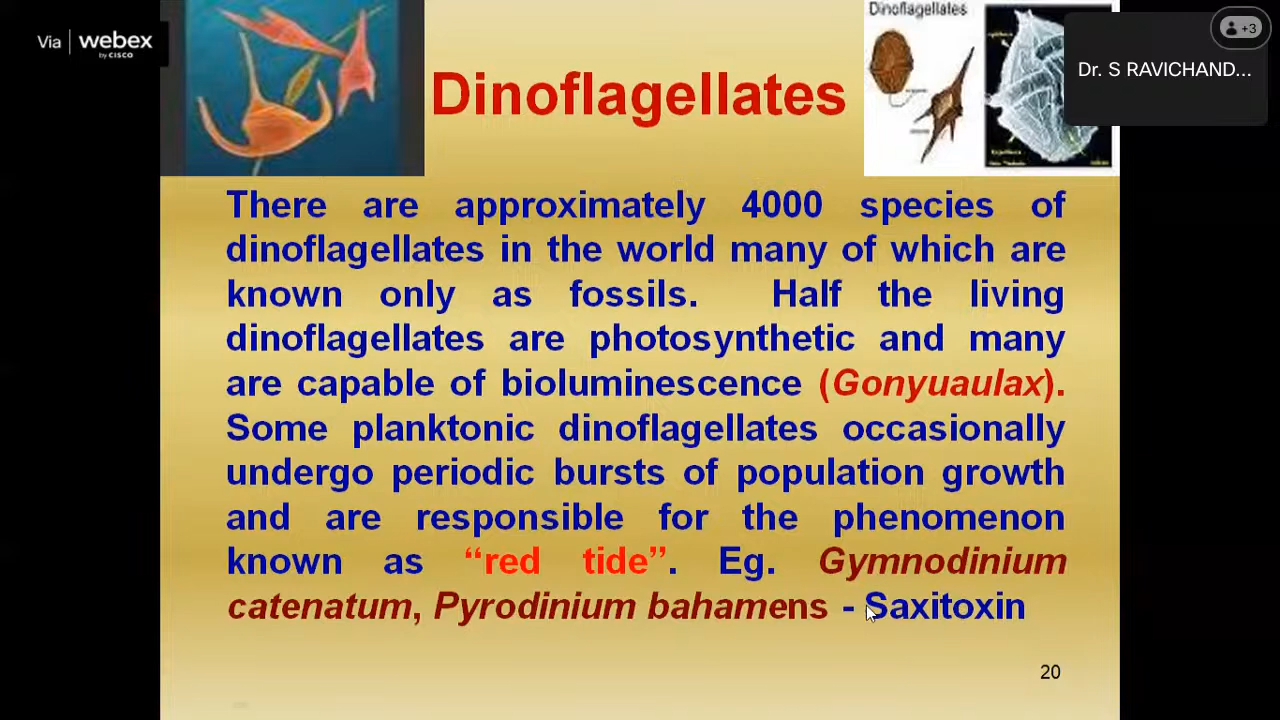 Via webex
by CISCO
Dinoflagellates
Dinoflagellates
+3
Dr. S RAVICHAND...
There are approximately 4000 species of
dinoflagellates in the world many of which are
known only as fossils. Half the living
dinoflagellates are photosynthetic and many
are capable of bioluminescence (Gonyuaulax).
Some planktonic dinoflagellates occasionally
undergo periodic bursts of population growth
and are responsible for the phenomenon
known as “red tide”. Eg. Gymnodinium
catenatum, Pyrodinium bahamens - Saxitoxin
20